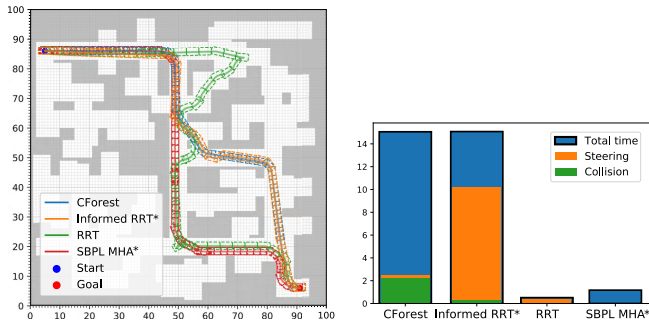 100
90
80
70
60
50
40
30
20
10
0
0 10 20 30 40 50 60 70 80 90 100
CForest
Informed RRT*
RRT
SBPL MHA*
Start
Goal
14
12
10
8
6
4
2
0
Total time
Steering
Collision
CForest Informed RRT* RRT SBPL MHA*